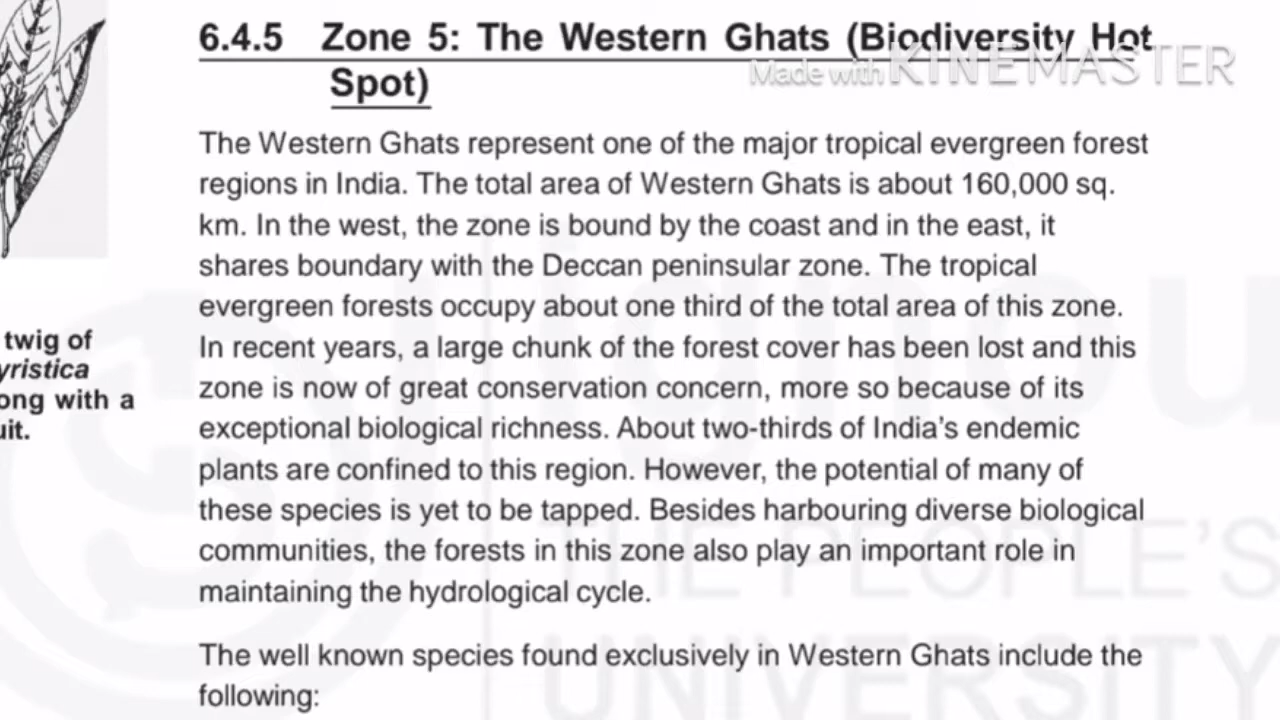 6.4.5 Zone 5: The Western Ghats (Biodiversity Hot
Spot)
Made with KINEMASTER
The Western Ghats represent one of the major tropical evergreen forest
regions in India. The total area of Western Ghats is about 160,000 sq.
km. In the west, the zone is bound by the coast and in the east, it
shares boundary with the Deccan peninsular zone. The tropical
evergreen forests occupy about one third of the total area of this zone.
In recent years, a large chunk of the forest cover has been lost and this
zone is now of great conservation concern, more so because of its
exceptional biological richness. About two-thirds of India's endemic
plants are confined to this region. However, the potential of many of
these species is yet to be tapped. Besides harbouring diverse biological
communities, the forests in this zone also play an important role in
maintaining the hydrological cycle.
The well known species found exclusively in Western Ghats include the
following:
twig of
yristica
ong with a
uit.
ignou
THE PEOPLE'S
UNIVERSITY